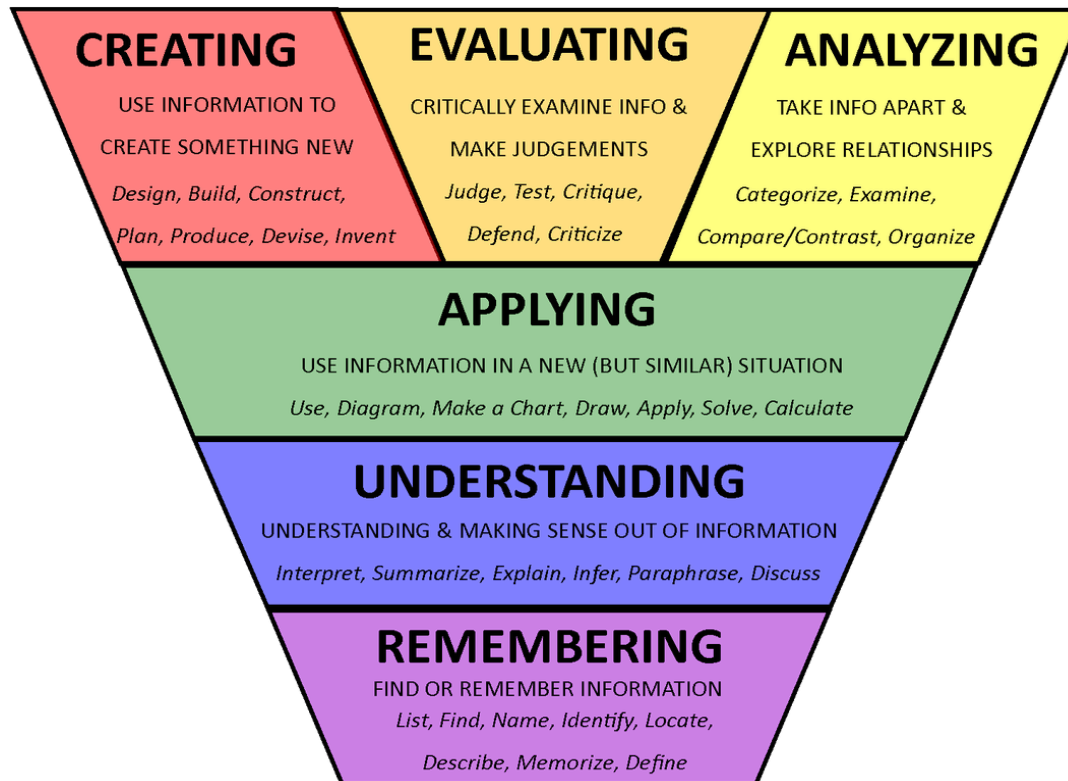 CREATING
USE INFORMATION TO
CREATE SOMETHING NEW
Design, Build, Construct,
Plan, Produce, Devise, Invent
EVALUATING
CRITICALLY EXAMINE INFO &
MAKE JUDGEMENTS
Judge, Test, Critique,
Defend, Criticize
ANALYZING
TAKE INFO APART &
EXPLORE RELATIONSHIPS
Categorize, Examine,
Compare/Contrast, Organize
APPLYING
USE INFORMATION IN A NEW (BUT SIMILAR) SITUATION
Use, Diagram, Make a Chart, Draw, Apply, Solve, Calculate
UNDERSTANDING
UNDERSTANDING & MAKING SENSE OUT OF INFORMATION
Interpret, Summarize, Explain, Infer, Paraphrase, Discuss
REMEMBERING
FIND OR REMEMBER INFORMATION
List, Find, Name, Identify, Locate,
Describe, Memorize, Define